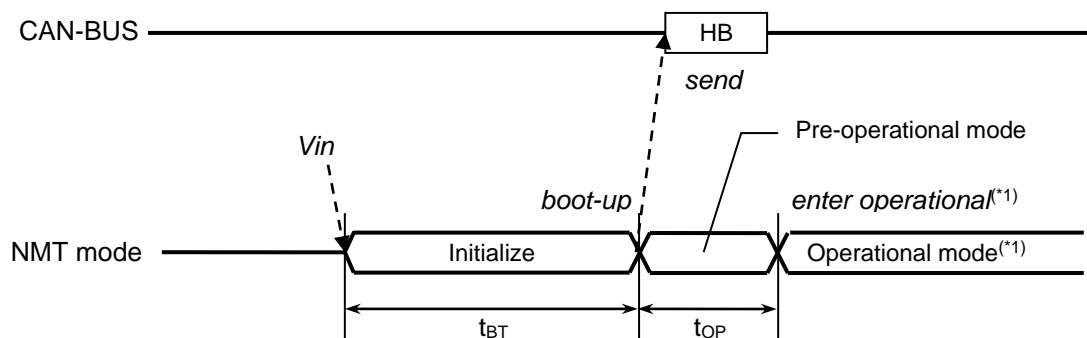 CAN-BUS
HB
send
Pre-operational mode
Vin
boot-up
enter operational(*1)
NMT mode
Initialize
Operational mode(*1)
tBT
tOP